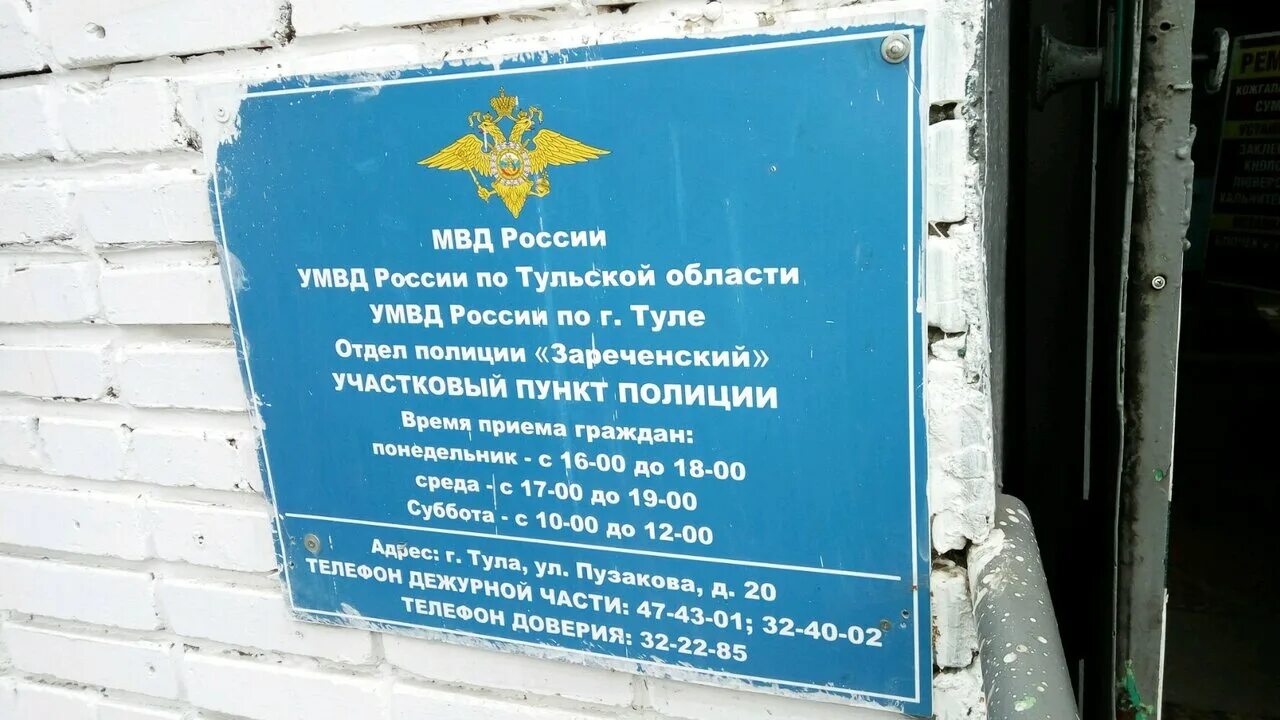 МВД России
УМВД России по Тульской области
УМВД России по г. Туле
Отдел полиции «Зареченский»
УЧАСТКОВЫЙ ПУНКТ ПОЛИЦИИ
Время приема граждан:
понедельник - с 16-00 до 18-00
среда - с 17-00 до 19-00
Суббота - с 10-00 до 12-00
Адрес: г. Тула, ул. Пузакова, д. 20
ТЕЛЕФОН ДЕЖУРНОЙ ЧАСТИ: 47-43-01; 32-40-02
ТЕЛЕФОН ДОВЕРИЯ: 32-22-85